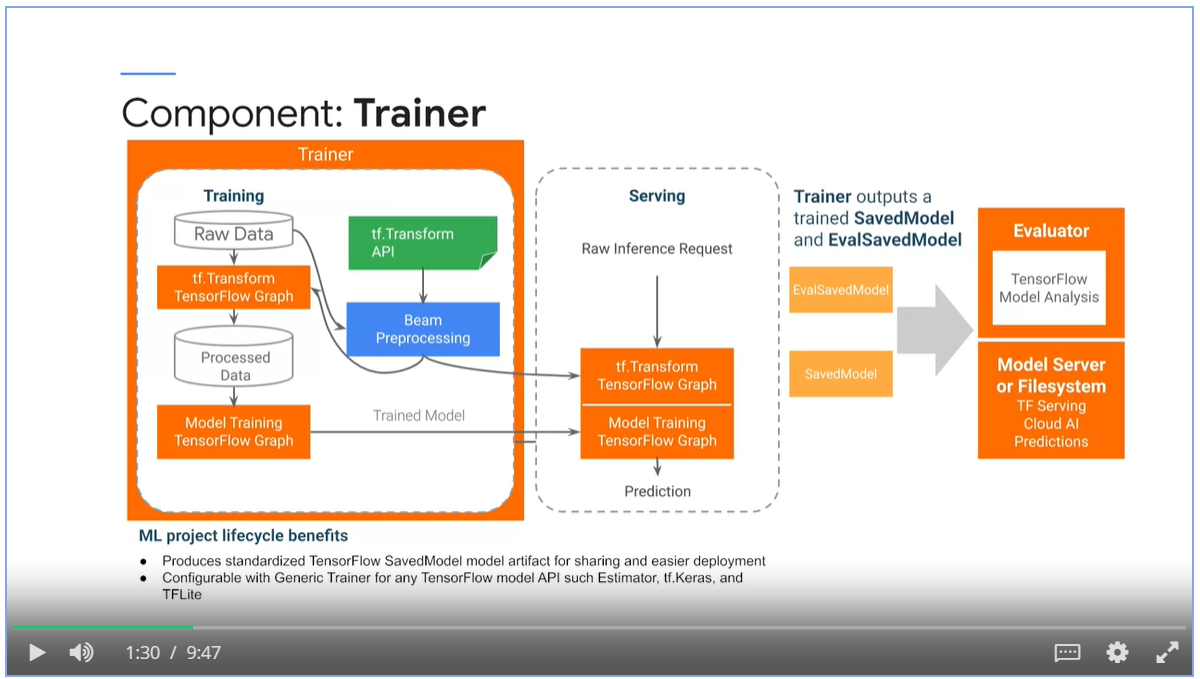 Component: Trainer
Trainer
Training
Raw Data
tf.Transform
TensorFlow Graph
Processed
Data
Model Training
TensorFlow Graph
tf.Transform
API
Beam
Preprocessing
Trained Model
Serving
Raw Inference Request
tf.Transform
TensorFlow Graph
Model Training
TensorFlow Graph
Prediction
Trainer outputs a
trained SavedModel
and EvalSavedModel
EvalSavedModel
SavedModel
Evaluator
TensorFlow
Model Analysis
Model Server
or Filesystem
TF Serving
Cloud AI
Predictions
ML project lifecycle benefits
● Produces standardized TensorFlow SavedModel model artifact for sharing and easier deployment
● Configurable with Generic Trainer for any TensorFlow model API such Estimator, tf.Keras, and
TFLite
1:30 / 9:47